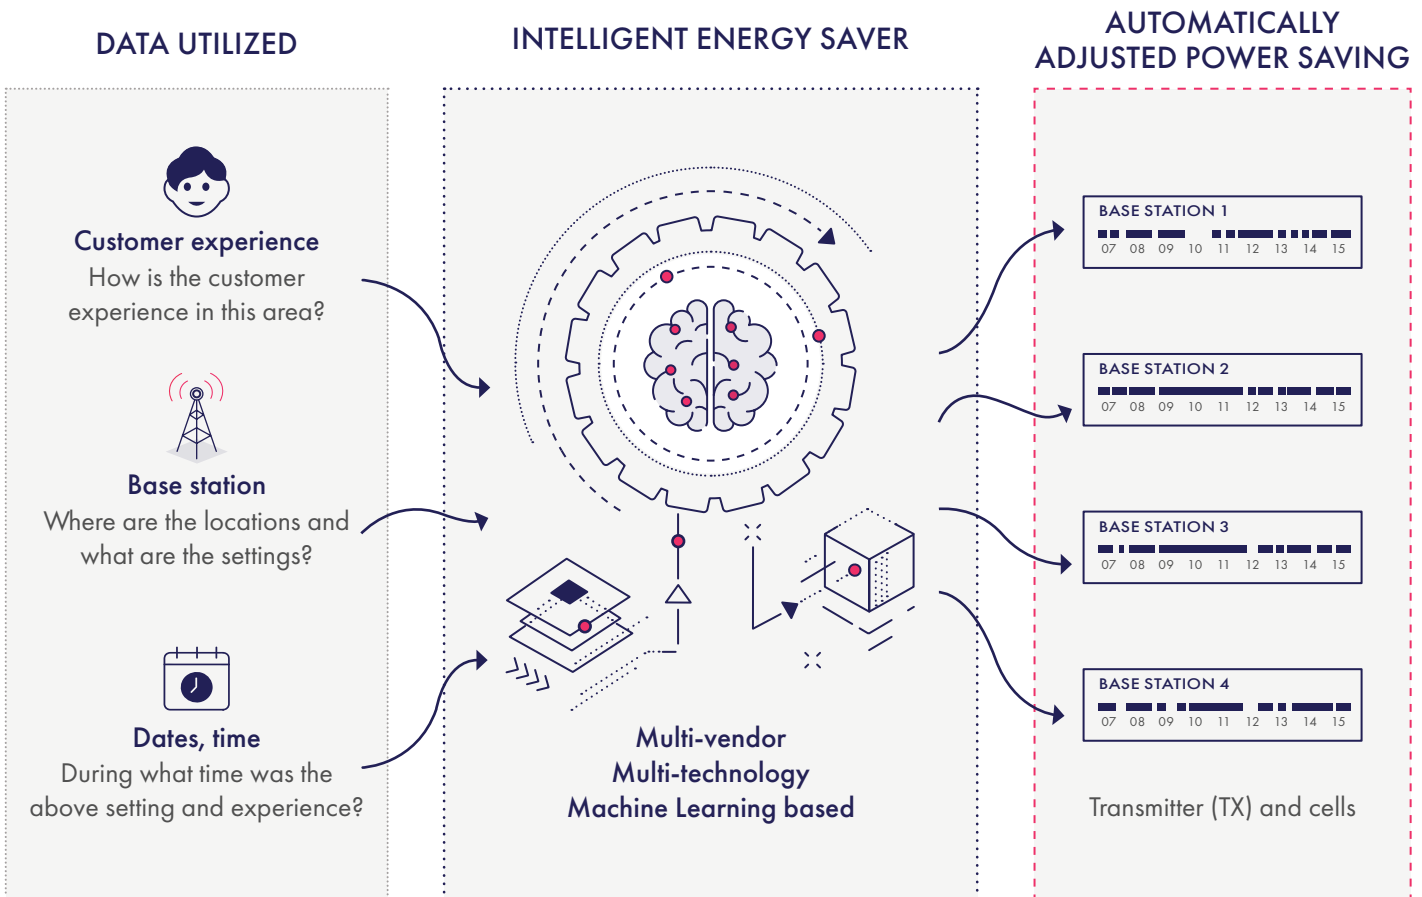 DATA UTILIZED
Customer experience
How is the customer
experience in this area?
Base station
Where are the locations and
what are the settings?
Dates, time
During what time was the
above setting and experience?
INTELLIGENT ENERGY SAVER
Multi-vendor
Multi-technology
Machine Learning based
AUTOMATICALLY
ADJUSTED POWER SAVING
BASE STATION 1
07 08 09 10 11 12 13 14 15
BASE STATION 2
07 08 09 10 11 12 13 14 15
BASE STATION 3
07 08 09 10 11 12 13 14 15
BASE STATION 4
07 08 09 10 11 12 13 14 15
Transmitter (TX) and cells